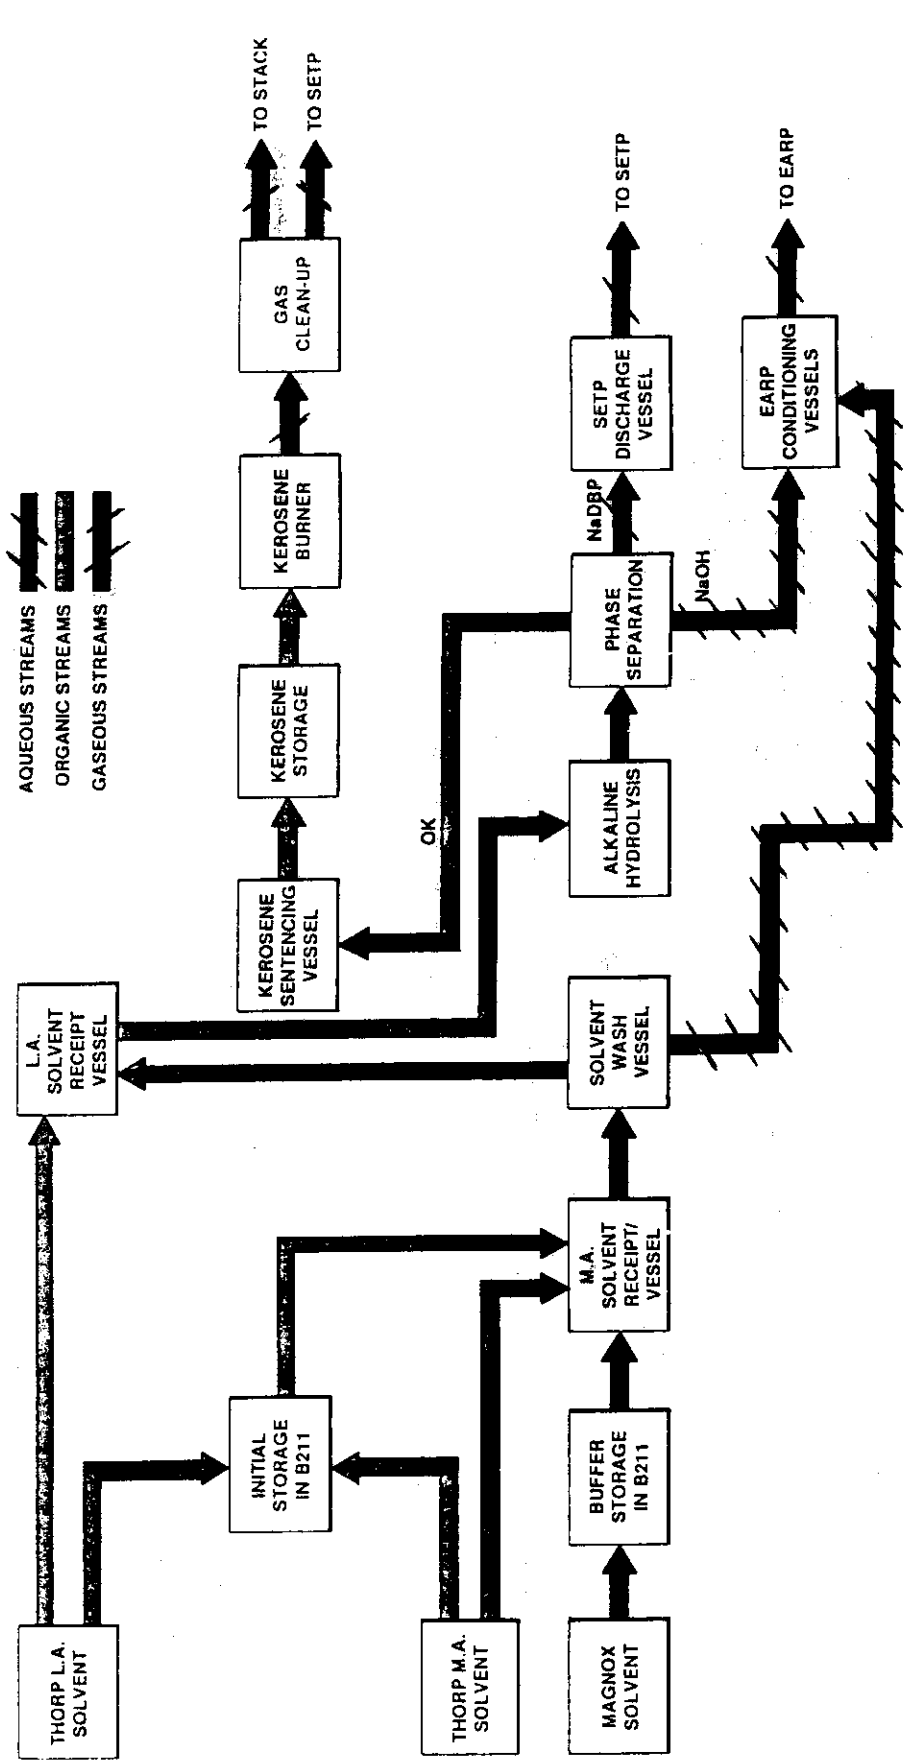 AQUEOUS STREAMS
ORGANIC STREAMS
GASEOUS STREAMS
THORP L.A.
SOLVENT
L.A.
SOLVENT
RECEIPT
VESSEL
INITIAL
STORAGE
IN B211
KEROSENE
SENTENCING
VESSEL
KEROSENE
STORAGE
KEROSENE
BURNER
GAS
CLEAN-UP
TO STACK
TO SETP
OK
THORP M.A.
SOLVENT
MAGNOX
SOLVENT
BUFFER
STORAGE
IN B211
M.A.
SOLVENT
RECEIPT/
VESSEL
SOLVENT
WASH
VESSEL
ALKALINE
HYDROLYSIS
PHASE
SEPARATION
NaDBP
SETP
DISCHARGE
VESSEL
TO SETP
NaOH
EARP
CONDITIONING
VESSELS
TO EARP